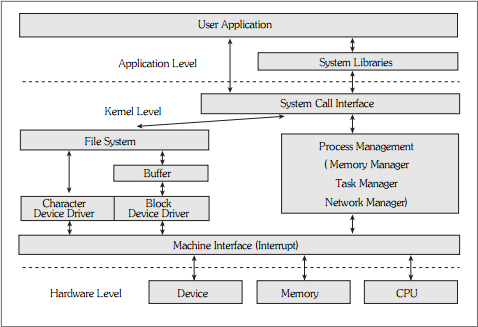 User Application
Application Level
System Libraries
System Call Interface
Kernel Level
File System
Process Management
( Memory Manager
Task Manager
Network Manager)
Buffer
Character
Device Driver
Block
Device Driver
Machine Interface (Interrupt)
Hardware Level
Device
Memory
CPU